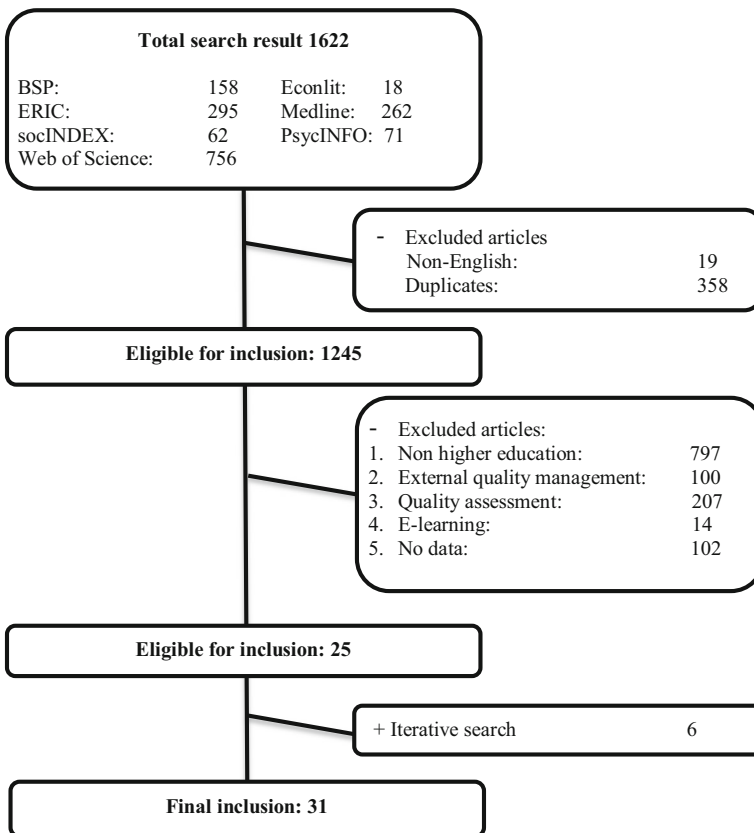 Total search result 1622
BSP: 158 Econlit: 18
ERIC: 295 Medline: 262
socINDEX: 62 PsycINFO: 71
Web of Science: 756
- Excluded articles
Non-English: 19
Duplicates: 358
Eligible for inclusion: 1245
- Excluded articles:
1. Non higher education: 797
2. External quality management: 100
3. Quality assessment: 207
4. E-learning: 14
5. No data: 102
Eligible for inclusion: 25
+ Iterative search 6
Final inclusion: 31